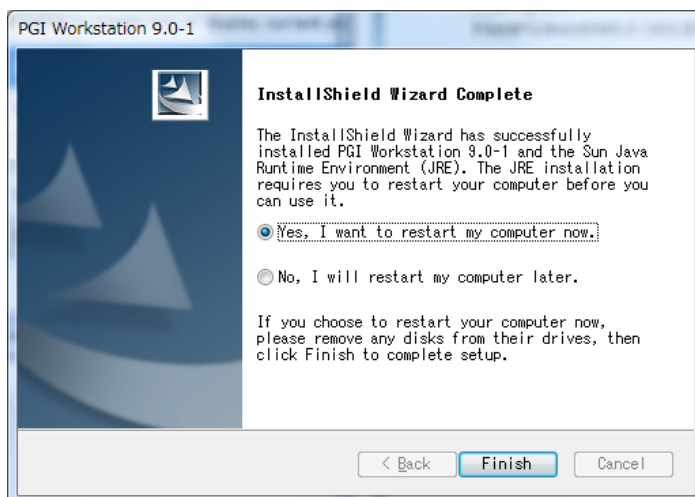 PGI Workstation 9.0-1
InstallShield Wizard Complete
The InstallShield Wizard has successfully
installed PGI Workstation 9.0-1 and the Sun Java
Runtime Environment (JRE). The JRE installation
requires you to restart your computer before you
can use it.
Yes, I want to restart my computer now.
No, I will restart my computer later.
If you choose to restart your computer now,
please remove any disks from their drives, then
click Finish to complete setup.
< Back Finish Cancel